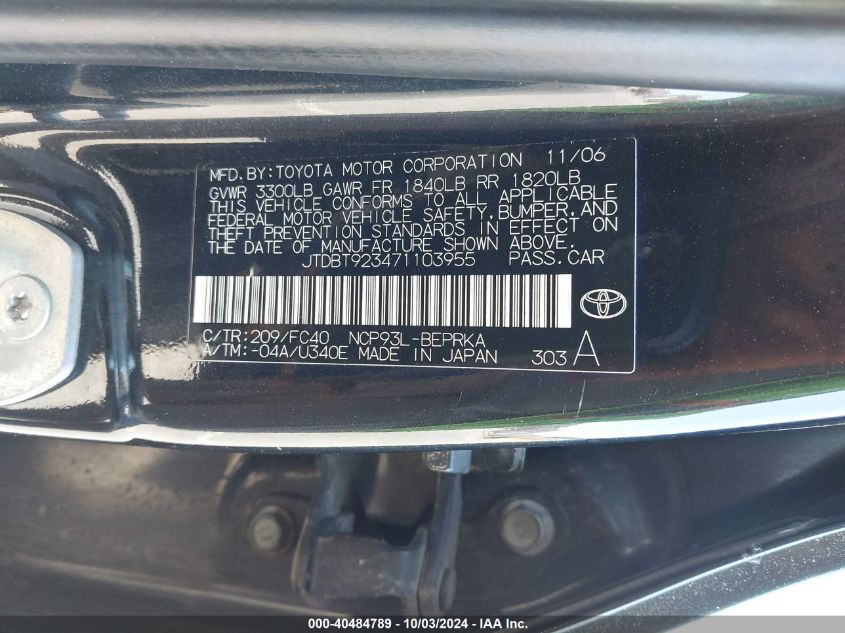 MFD.BY:TOYOTA MOTOR CORPORATION 11/06
GVWR 3300LB GAWR FR 1840LB RR 1820LB
THIS VEHICLE CONFORMS TO ALL APPLICABLE
FEDERAL MOTOR VEHICLE SAFETY,BUMPER,AND
THEFT PREVENTION STANDARDS IN EFFECT ON
THE DATE OF MANUFACTURE SHOWN ABOVE.
JTDBT923471103955 PASS.CAR
C/TR:209/FC40 NCP93L-BEPRKA
A/TM:-04A/U340E MADE IN JAPAN 303 A
000-40484789 - 10/03/2024 - IAA Inc.